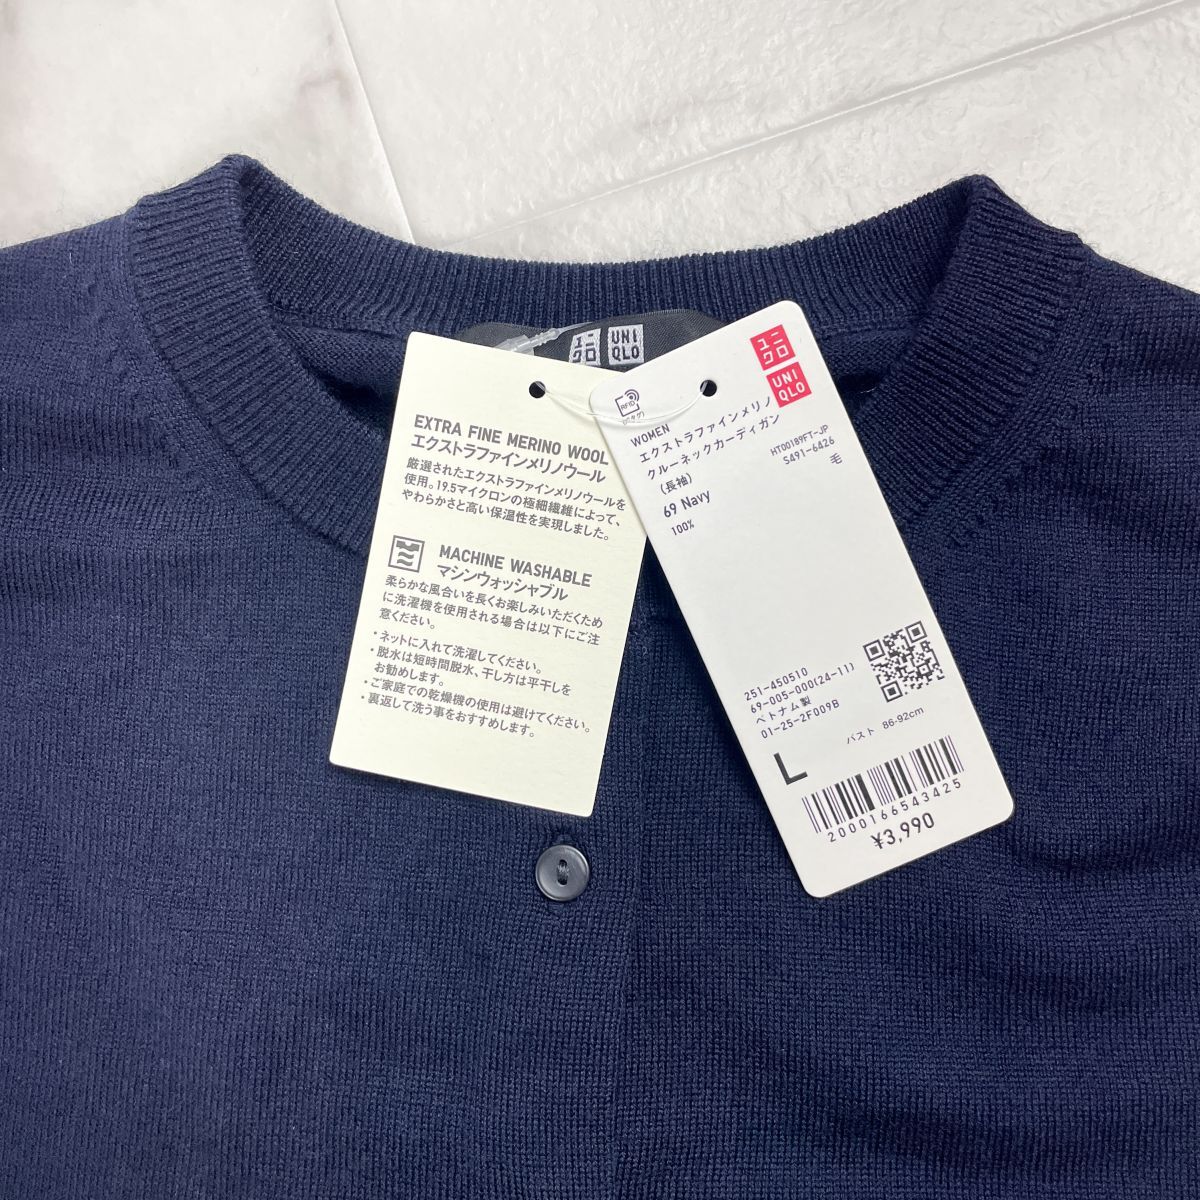 ユニ
クロ
UNI
QLO
EXTRA FINE MERINO WOOL
エクストラファインメリノウール
厳選されたエクストラファインメリノウールを
使用。19.5マイクロンの極細繊維によって、
やわらかさと高い保温性を実現しました。
MACHINE WASHABLE
マシンウォッシャブル
柔らかな風合いを長くお楽しみいただくため
に洗濯機を使用される場合は以下にご注
意ください。
・ネットに入れて洗濯してください。
・脱水は短時間脱水、干し方は平干しを
お勧めします。
・ご家庭での乾燥機の使用は避けてください。
・裏返して洗う事をおすすめします。
ユニ
クロ
UNI
QLO
RFID
WOMEN
エクストラファインメリノ
クルーネックカーディガン
(長袖)
69 Navy
100%
HT00189FT-JP
S491-6426
毛
251-450510
69-005-000(24-11)
ベトナム製
01-25-2F009B
バスト 86-92cm
L
2000166543425
¥3,990